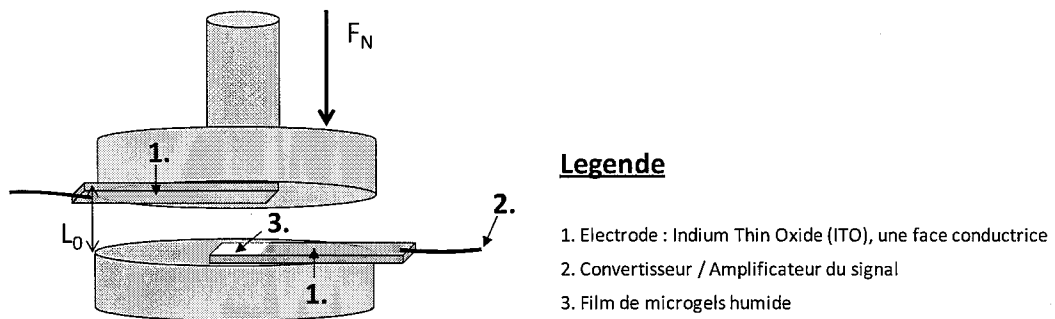 F_N
1.
Legende
2.
3.
L_0
1. Electrode : Indium Thin Oxide (ITO), une face conductrice
2. Convertisseur / Amplificateur du signal
1.
3. Film de microgels humide